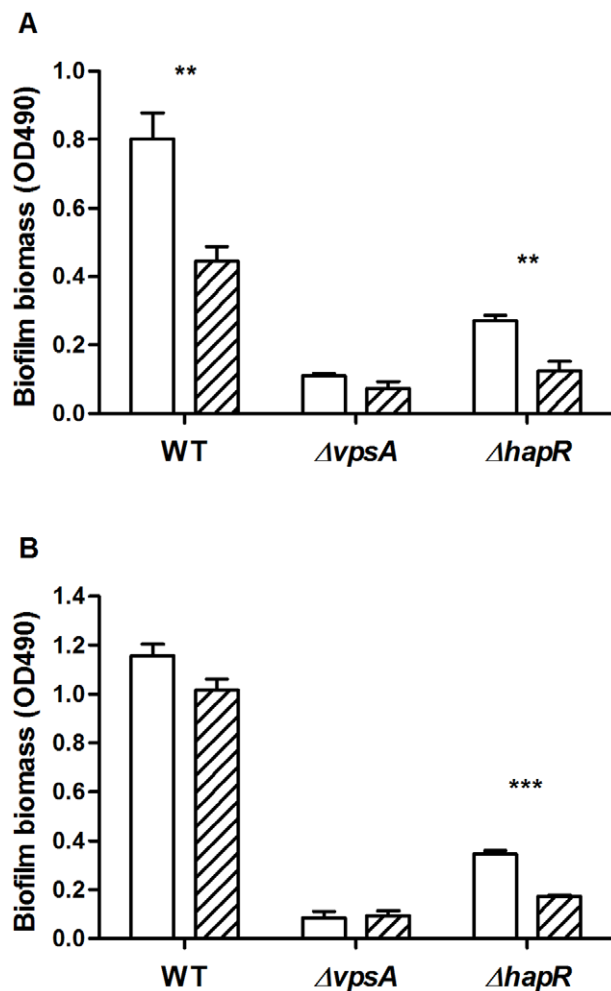 A
Biofilm biomass (OD490)
1.0
0.8
0.6
0.4
0.2
0.0
**
**
WT
ΔvpsA
ΔhapR
B
Biofilm biomass (OD490)
1.4
1.2
1.0
0.8
0.6
0.4
0.2
0.0
***
WT
ΔvpsA
ΔhapR